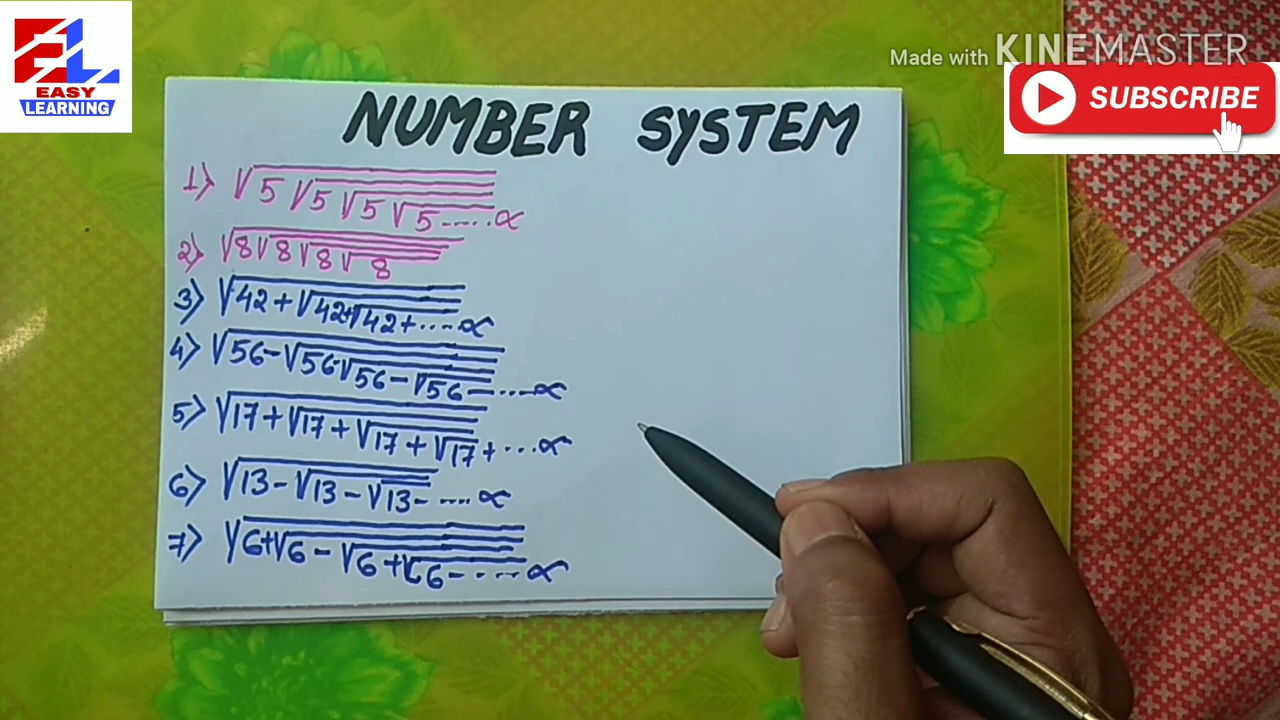 EL
EASY
LEARNING
Made with KINEMASTER
SUBSCRIBE
NUMBER SYSTEM
1) √5√5√5√5.....∝
2) √8√8√8√8
3) √42+√42+√42+.....∝
4) √56-√56-√56-√56-.....∝
5) √17+√17+√17+√17+...∝
6) √13-√13-√13-....∝
7) √6+√6-√6+√6-.....∝